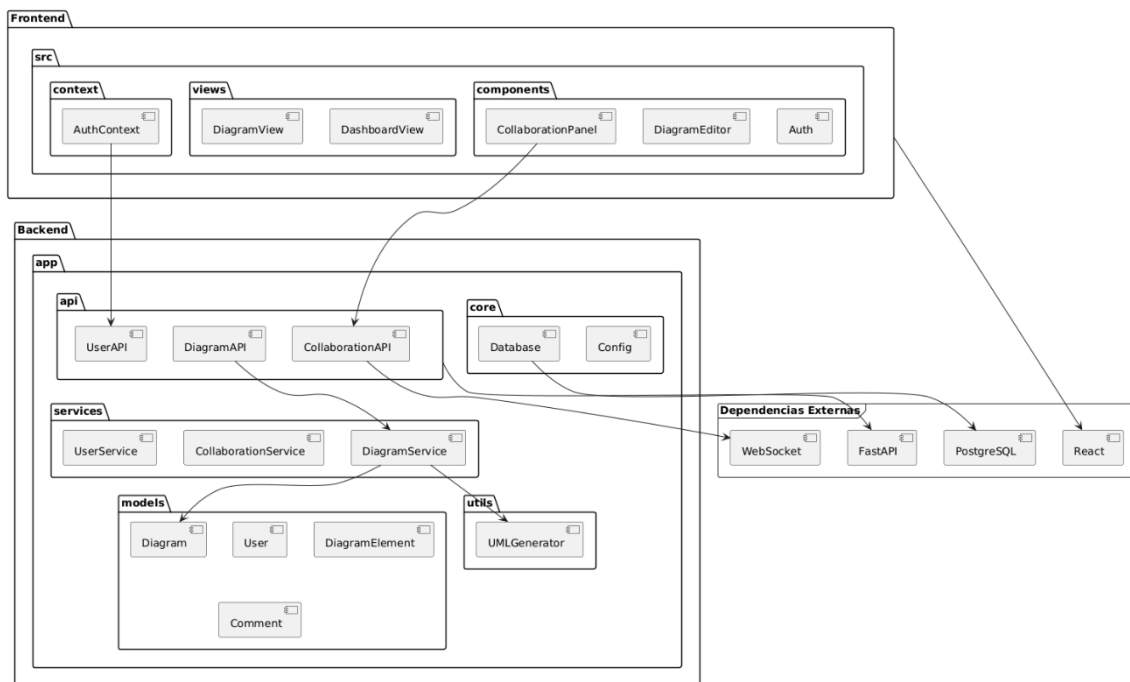 Frontend
src
context
views
components
AuthContext
DiagramView
DashboardView
CollaborationPanel
DiagramEditor
Auth
Backend
app
api
core
UserAPI
DiagramAPI
CollaborationAPI
Database
Config
services
UserService
CollaborationService
DiagramService
Dependencias Externas
WebSocket
FastAPI
PostgreSQL
React
models
utils
Diagram
User
DiagramElement
UMLGenerator
Comment